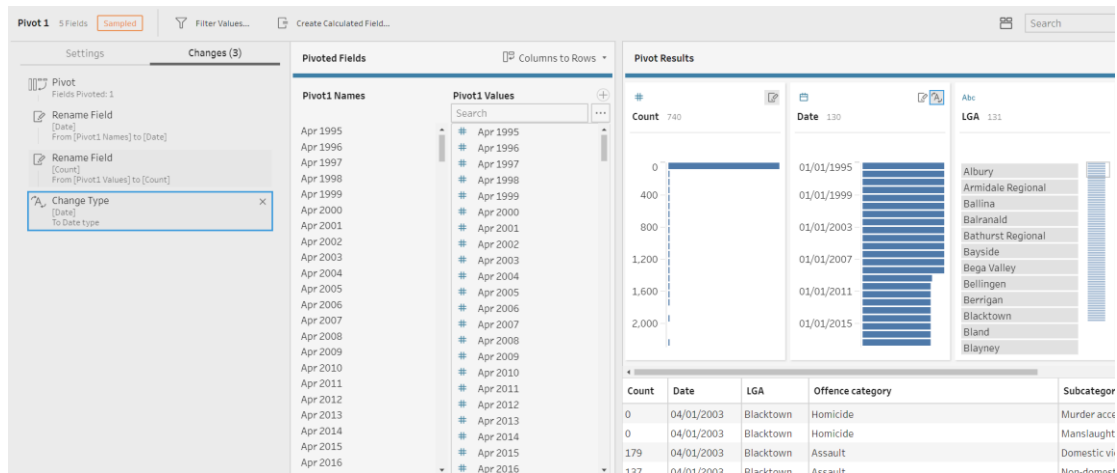 Pivot 1 5 Fields Sampled Filter Values... Create Calculated Field... Search
Settings Changes (3)
Pivot
Fields Pivoted: 1
Rename Field
[Date]
From [Pivot1 Names] to [Date]
Rename Field
[Count]
From [Pivot1 Values] to [Count]
Change Type
[Date]
To Date type
Pivoted Fields Columns to Rows
Pivot1 Names Pivot1 Values
Search
Apr 1995 # Apr 1995
Apr 1996 # Apr 1996
Apr 1997 # Apr 1997
Apr 1998 # Apr 1998
Apr 1999 # Apr 1999
Apr 2000 # Apr 2000
Apr 2001 # Apr 2001
Apr 2002 # Apr 2002
Apr 2003 # Apr 2003
Apr 2004 # Apr 2004
Apr 2005 # Apr 2005
Apr 2006 # Apr 2006
Apr 2007 # Apr 2007
Apr 2008 # Apr 2008
Apr 2009 # Apr 2009
Apr 2010 # Apr 2010
Apr 2011 # Apr 2011
Apr 2012 # Apr 2012
Apr 2013 # Apr 2013
Apr 2014 # Apr 2014
Apr 2015 # Apr 2015
Apr 2016 # Apr 2016
Pivot Results
#
Count 740
0
400
800
1,200
1,600
2,000
Date 130
01/01/1995
01/01/1999
01/01/2003
01/01/2007
01/01/2011
01/01/2015
Abc
LGA 131
Albury
Armidale Regional
Ballina
Balranald
Bathurst Regional
Bayside
Bega Valley
Bellingen
Berrigan
Blacktown
Bland
Blayney
Count Date LGA Offence category Subcategor
0 04/01/2003 Blacktown Homicide Murder acce
0 04/01/2003 Blacktown Homicide Manslaught
179 04/01/2003 Blacktown Assault Domestic vi
137 04/01/2003 Blacktown Assault Non-domest